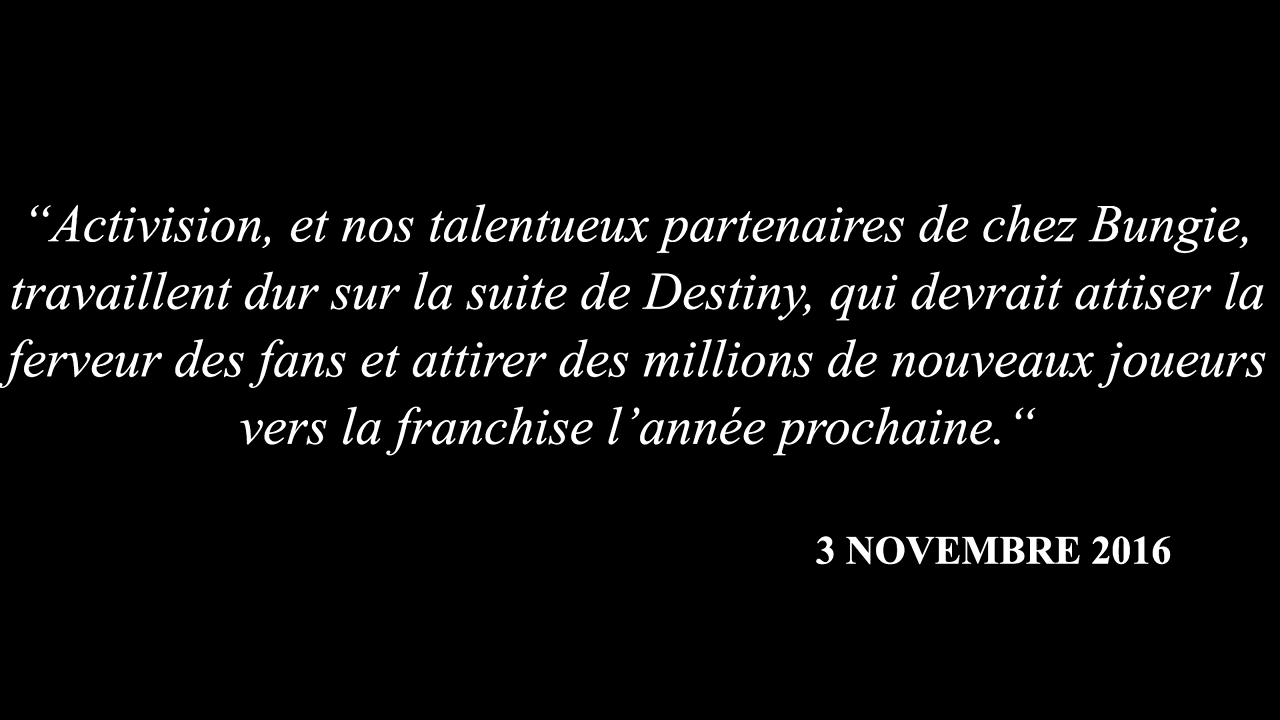 “Activision, et nos talentueux partenaires de chez Bungie,
travaillent dur sur la suite de Destiny, qui devrait attiser la
ferveur des fans et attirer des millions de nouveaux joueurs
vers la franchise l’année prochaine.“
3 NOVEMBRE 2016